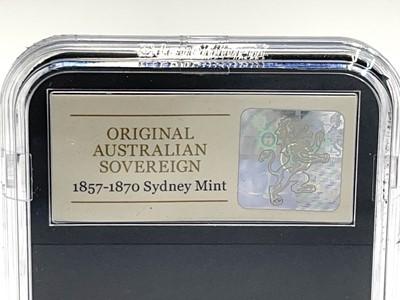 ORIGINAL
AUSTRALIAN
SOVEREIGN
1857-1870 Sydney Mint